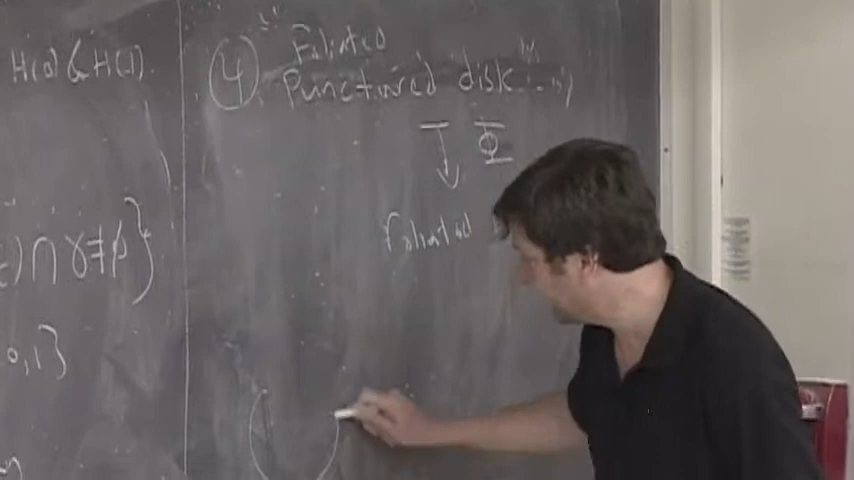 H(0) & H(1).
) ∩ γ ≠ ∅}
0, 1}
④ "Foliated
Punctured disk"
↧ Φ
Foliated